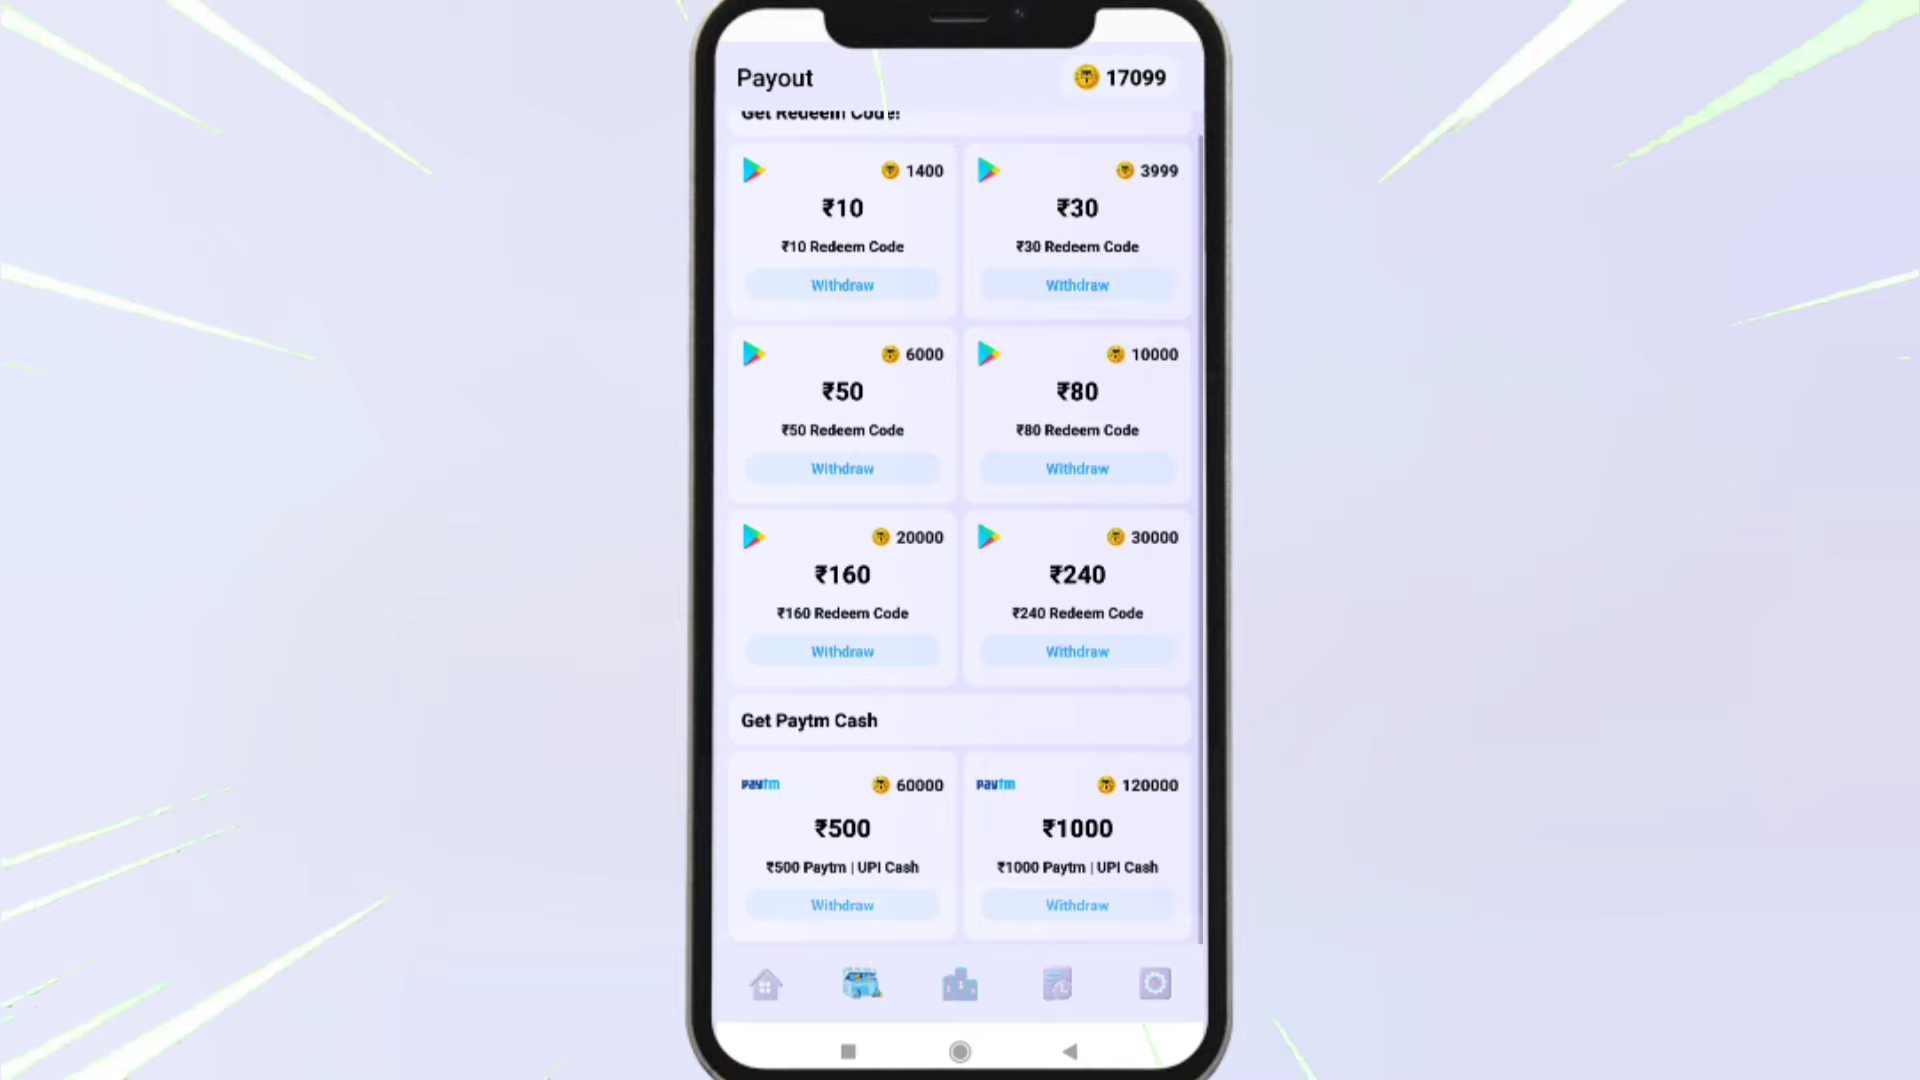 Payout
17099
Get Redeem Code!
1400
3999
₹10
₹30
₹10 Redeem Code
₹30 Redeem Code
Withdraw
Withdraw
6000
10000
₹50
₹80
₹50 Redeem Code
₹80 Redeem Code
Withdraw
Withdraw
20000
30000
₹160
₹240
₹160 Redeem Code
₹240 Redeem Code
Withdraw
Withdraw
Get Paytm Cash
paytm
60000
paytm
120000
₹500
₹1000
₹500 Paytm | UPI Cash
₹1000 Paytm | UPI Cash
Withdraw
Withdraw